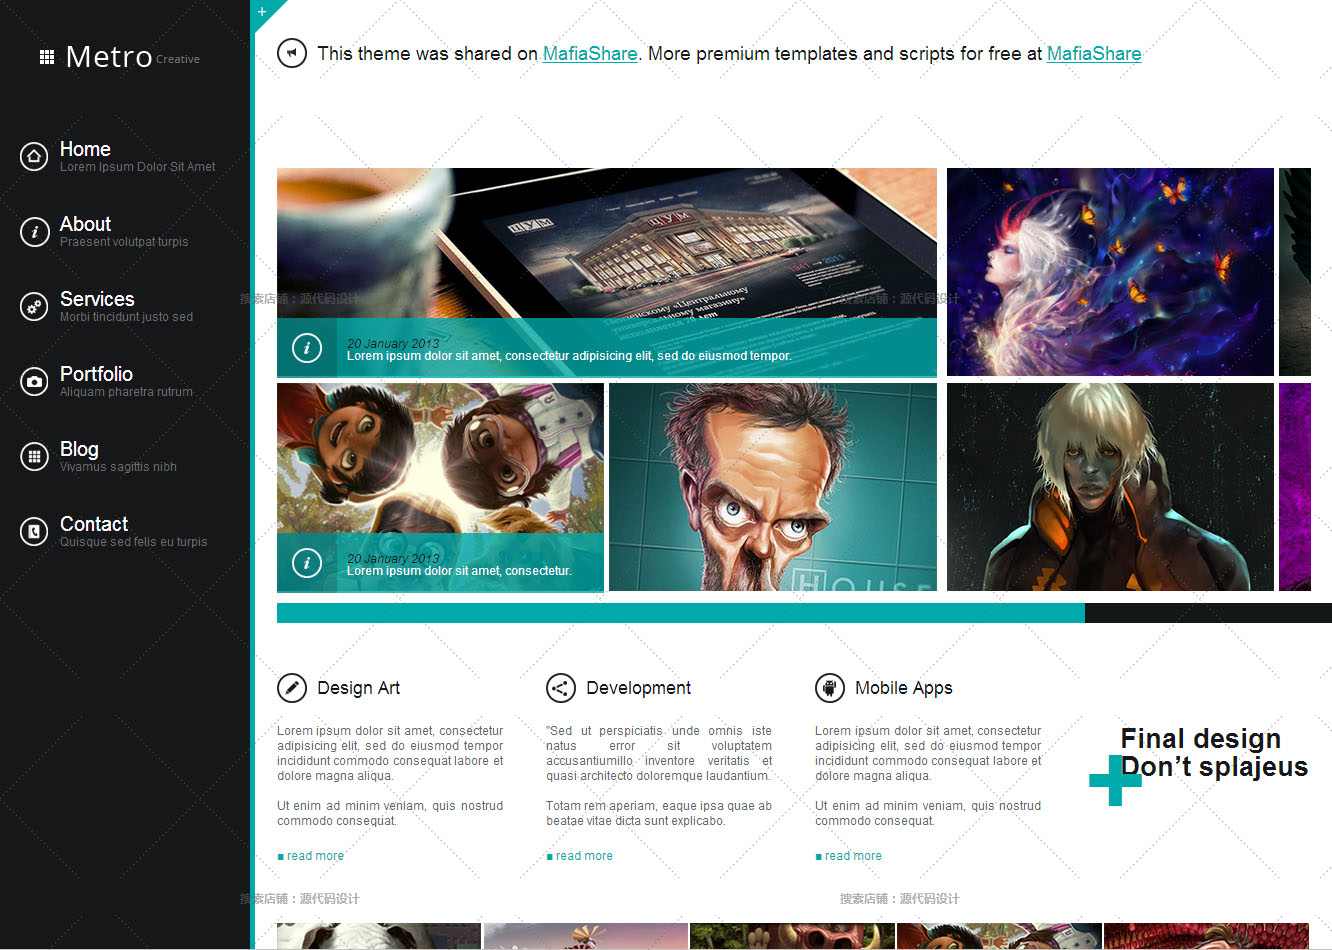 +
Metro Creative
Home
Lorem Ipsum Dolor Sit Amet
About
Praesent volutpat turpis
Services
Morbi tincidunt justo sed
Portfolio
Aliquam pharetra rutrum
Blog
Vivamus sagittis nibh
Contact
Quisque sed felis eu turpis
This theme was shared on MafiaShare. More premium templates and scripts for free at MafiaShare
ЦУМ
ЦУМ
1941 → 2011
«Центральному
универсальному магазину»
搜索店铺：源代码设计
搜索店铺：源代码设计
20 January 2013
Lorem ipsum dolor sit amet, consectetur adipisicing elit, sed do eiusmod tempor.
20 January 2013
Lorem ipsum dolor sit amet, consectetur.
HOUSE
Design Art
Lorem ipsum dolor sit amet, consectetur
adipisicing elit, sed do eiusmod tempor
incididunt commodo consequat labore et
dolore magna aliqua.
Ut enim ad minim veniam, quis nostrud
commodo consequat.
read more
Development
"Sed ut perspiciatis unde omnis iste
natus error sit voluptatem
accusantiumillo inventore veritatis et
quasi architecto doloremque laudantium.
Totam rem aperiam, eaque ipsa quae ab
beatae vitae dicta sunt explicabo.
read more
Mobile Apps
Lorem ipsum dolor sit amet, consectetur
adipisicing elit, sed do eiusmod tempor
incididunt commodo consequat labore et
dolore magna aliqua.
Ut enim ad minim veniam, quis nostrud
commodo consequat.
read more
Final design
Don't splajeus
搜索店铺：源代码设计
搜索店铺：源代码设计